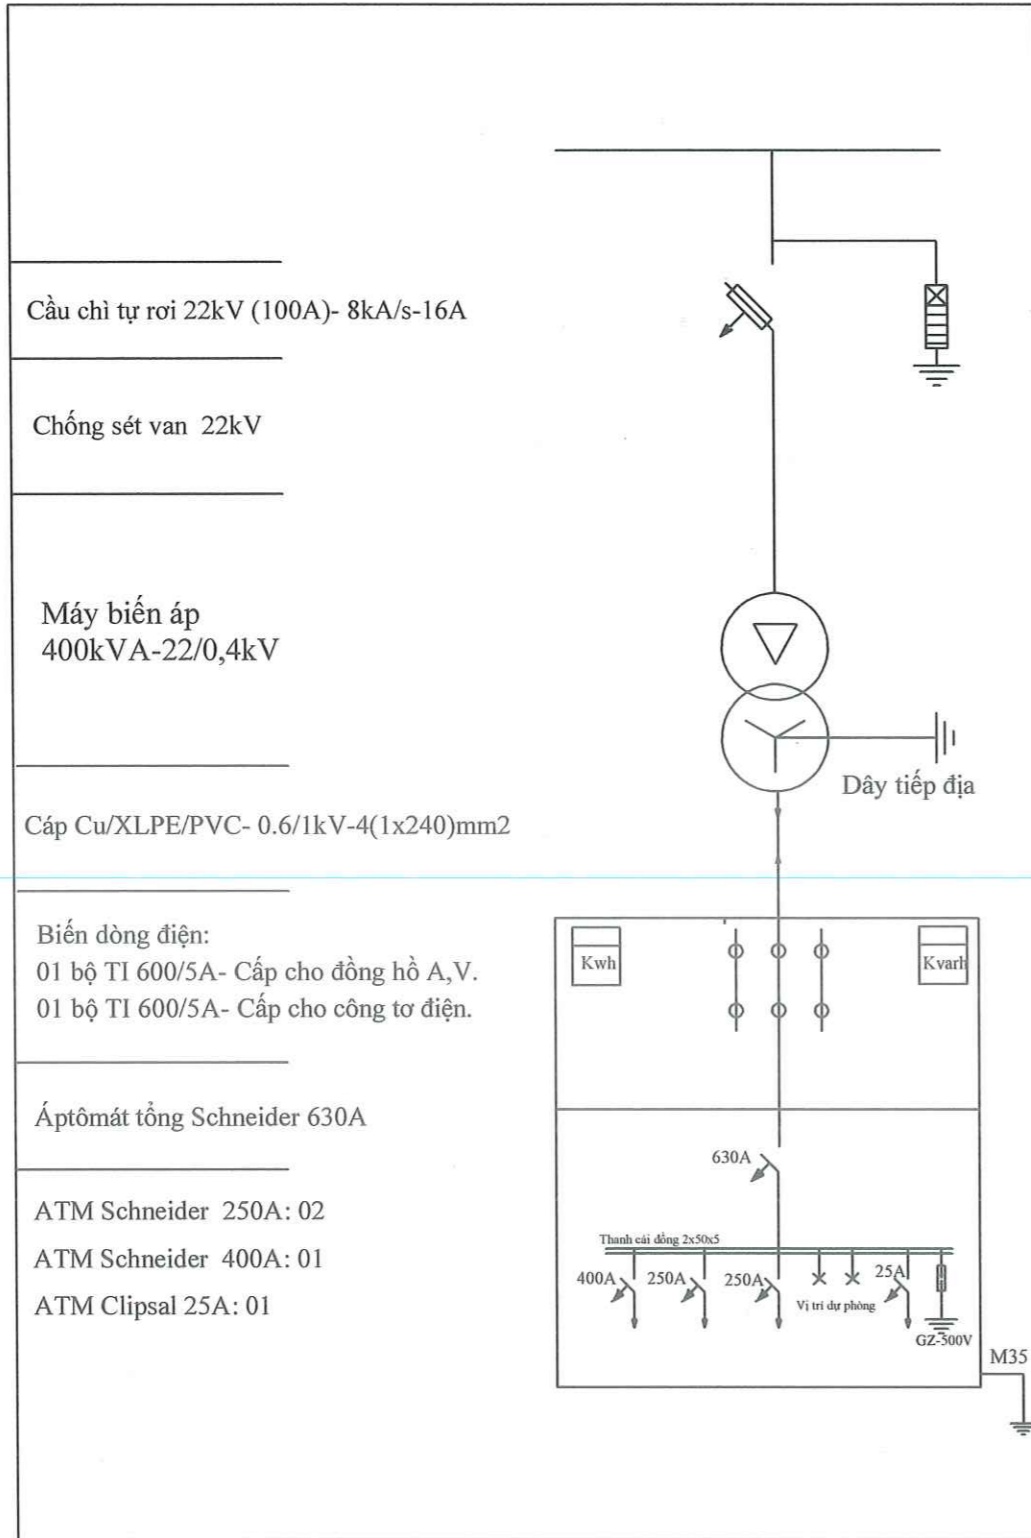 Cầu chì tự rơi 22kV (100A)- 8kA/s-16A
Chống sét van 22kV
Máy biến áp
400kVA-22/0,4kV
Dây tiếp địa
Cáp Cu/XLPE/PVC- 0.6/1kV-4(1x240)mm2
Biến dòng điện:
01 bộ TI 600/5A- Cấp cho đồng hồ A,V.
01 bộ TI 600/5A- Cấp cho công tơ điện.
Kwh
Kvarh
Áptômát tổng Schneider 630A
630A
ATM Schneider 250A: 02
ATM Schneider 400A: 01
ATM Clipsal 25A: 01
Thanh cái đồng 2x50x5
400A
250A
250A
25A
Vị trí dự phòng
GZ-500V
M35